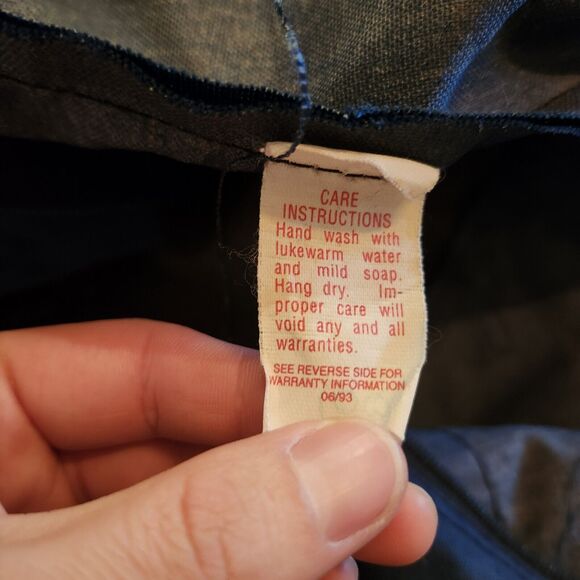 CARE
INSTRUCTIONS
Hand wash with
lukewarm water
and mild soap.
Hang dry. Im-
proper care will
void any and all
warranties.
SEE REVERSE SIDE FOR
WARRANTY INFORMATION
06/93